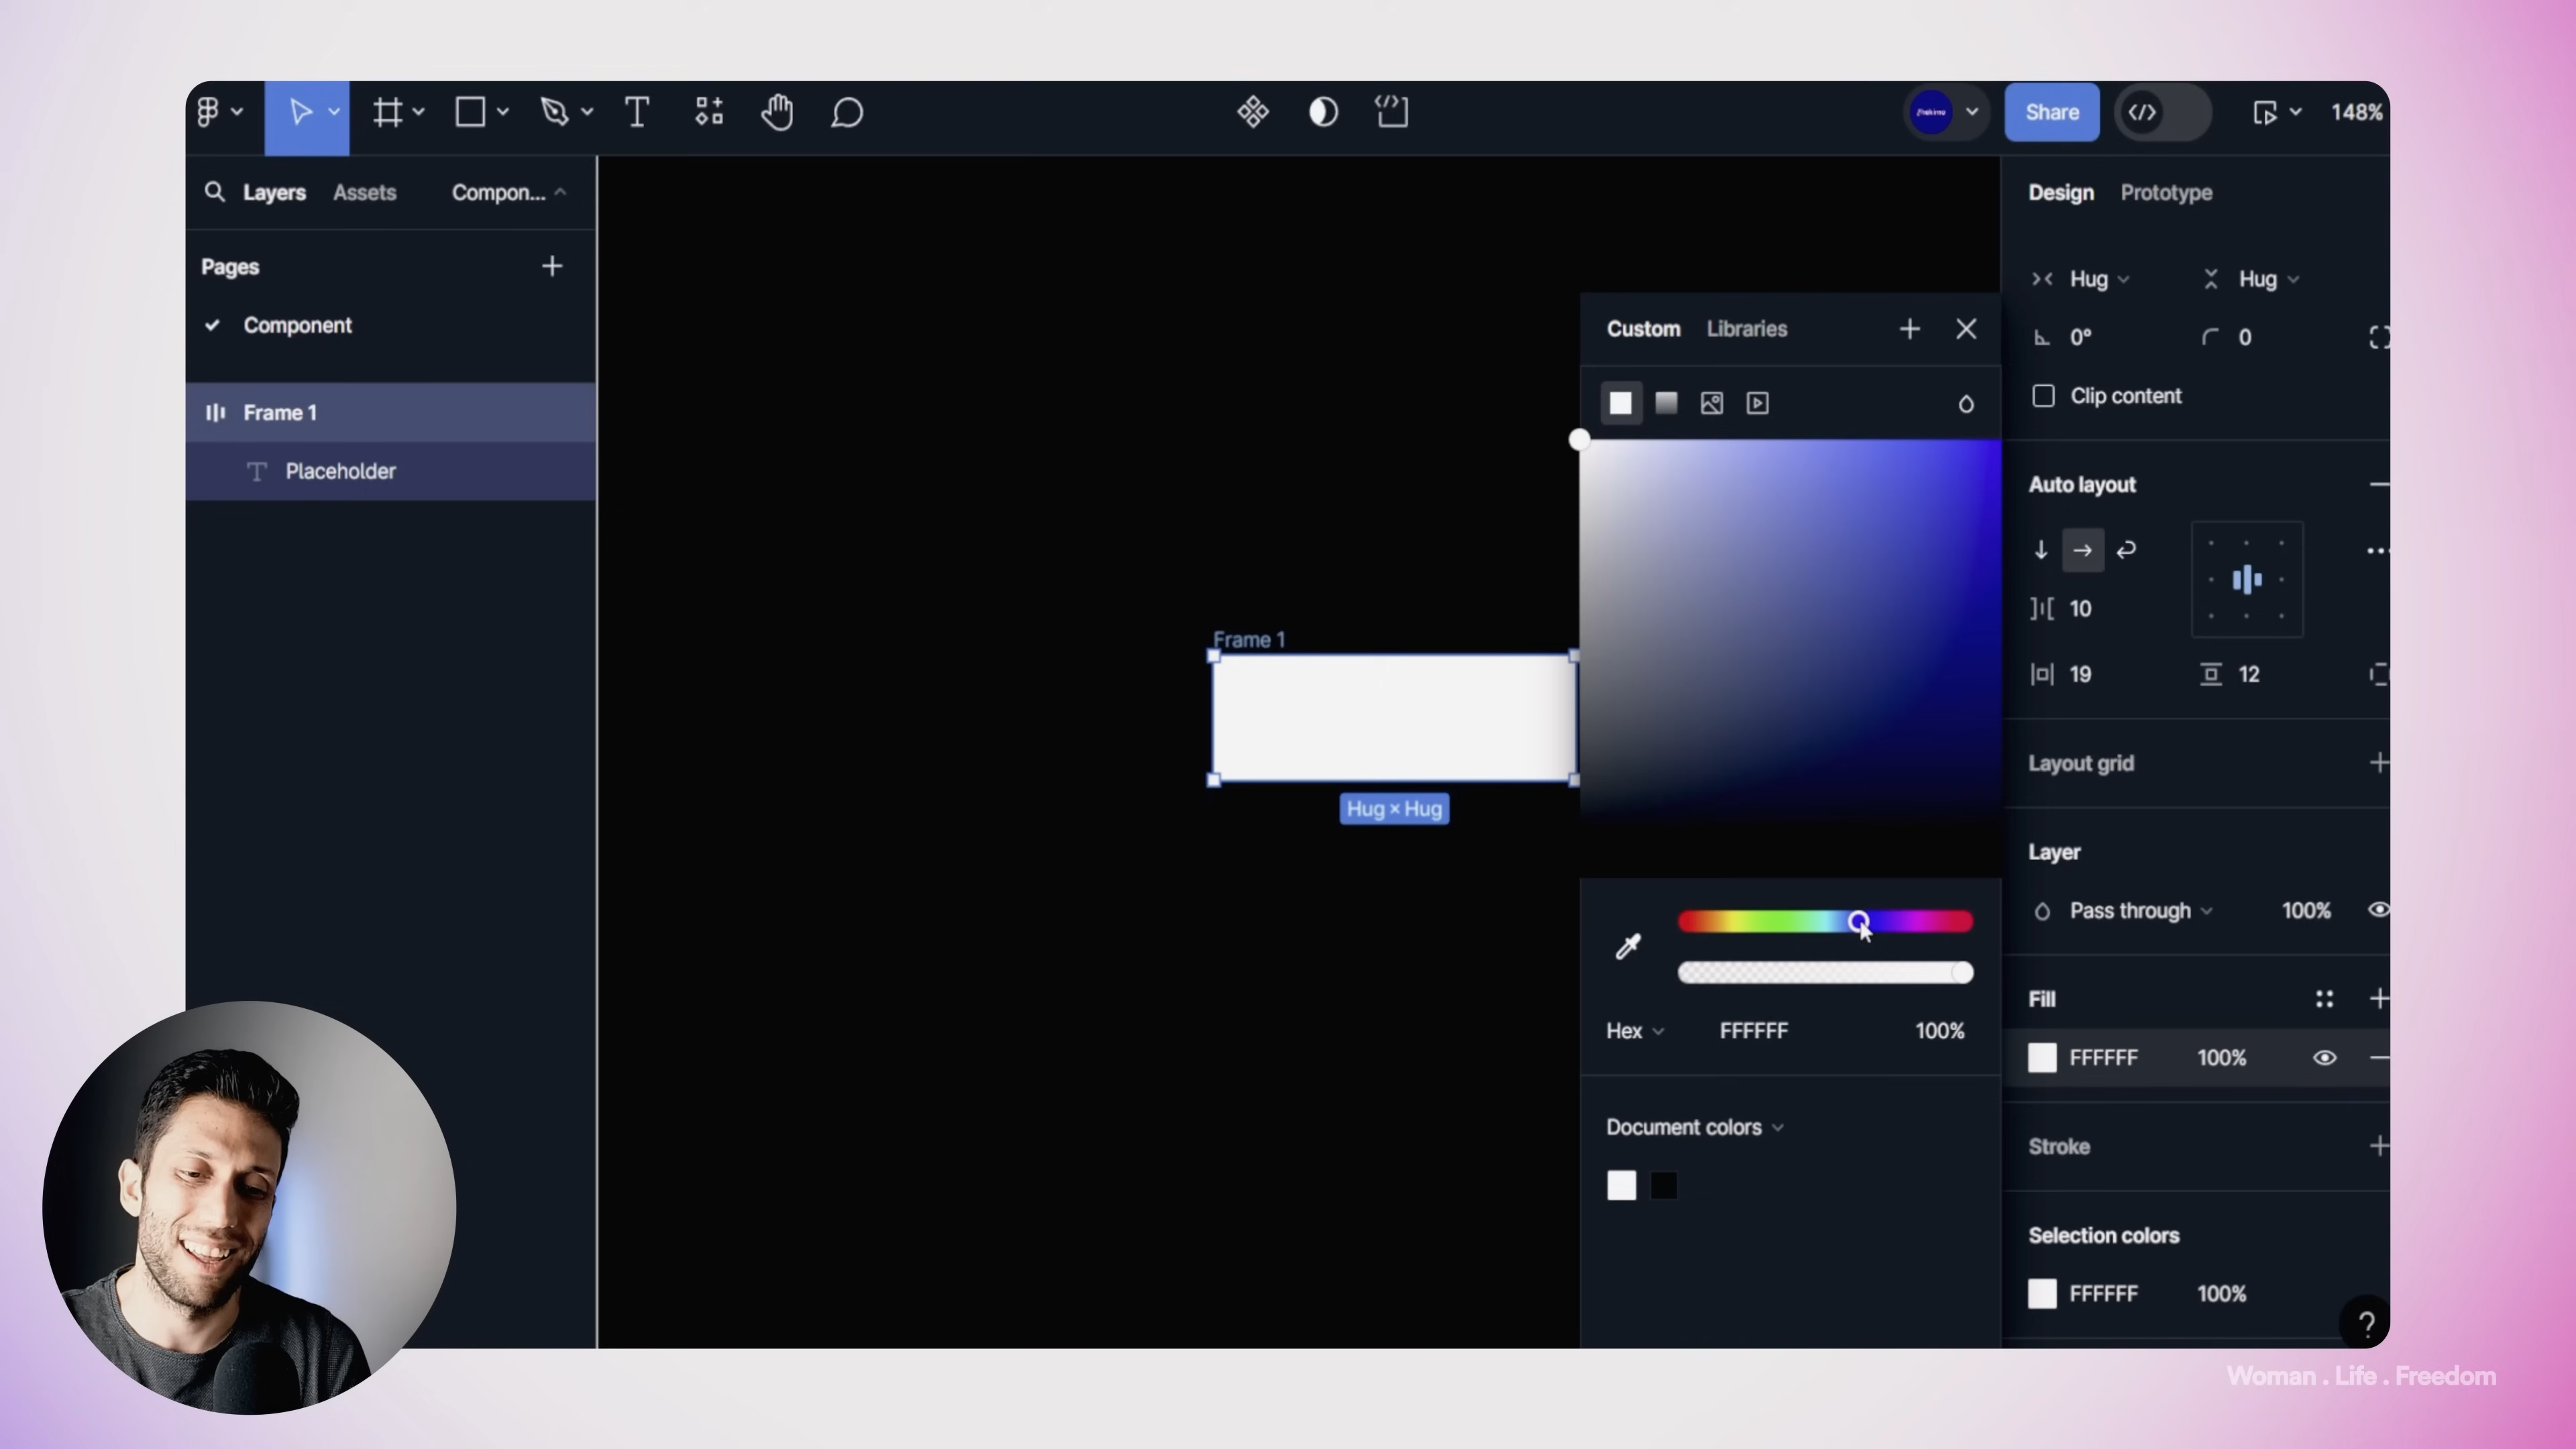 Share
148%
Layers
Assets
Compon...
Pages
Component
Frame 1
Placeholder
Frame 1
Hug × Hug
Custom
Libraries
Hex
FFFFFF
100%
Document colors
Design
Prototype
Hug
Hug
0°
0
Clip content
Auto layout
10
19
12
Layout grid
Layer
Pass through
100%
Fill
FFFFFF
100%
Stroke
Selection colors
FFFFFF
100%
?
Woman . Life . Freedom